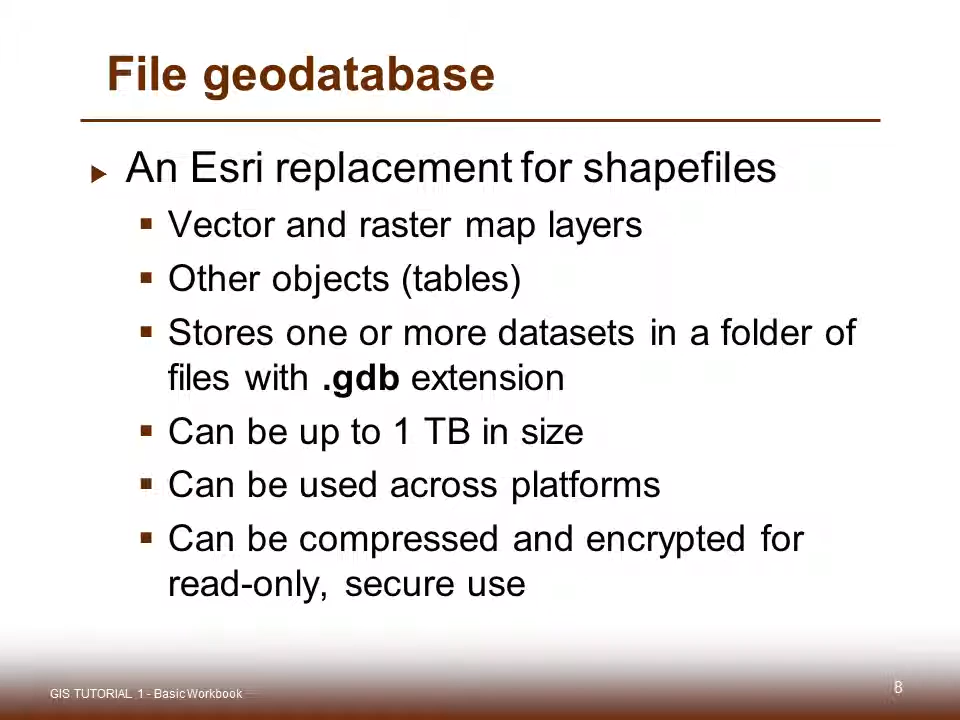 File geodatabase
An Esri replacement for shapefiles
Vector and raster map layers
Other objects (tables)
Stores one or more datasets in a folder of
files with .gdb extension
Can be up to 1 TB in size
Can be used across platforms
Can be compressed and encrypted for
read-only, secure use
GIS TUTORIAL 1 - Basic Workbook
8